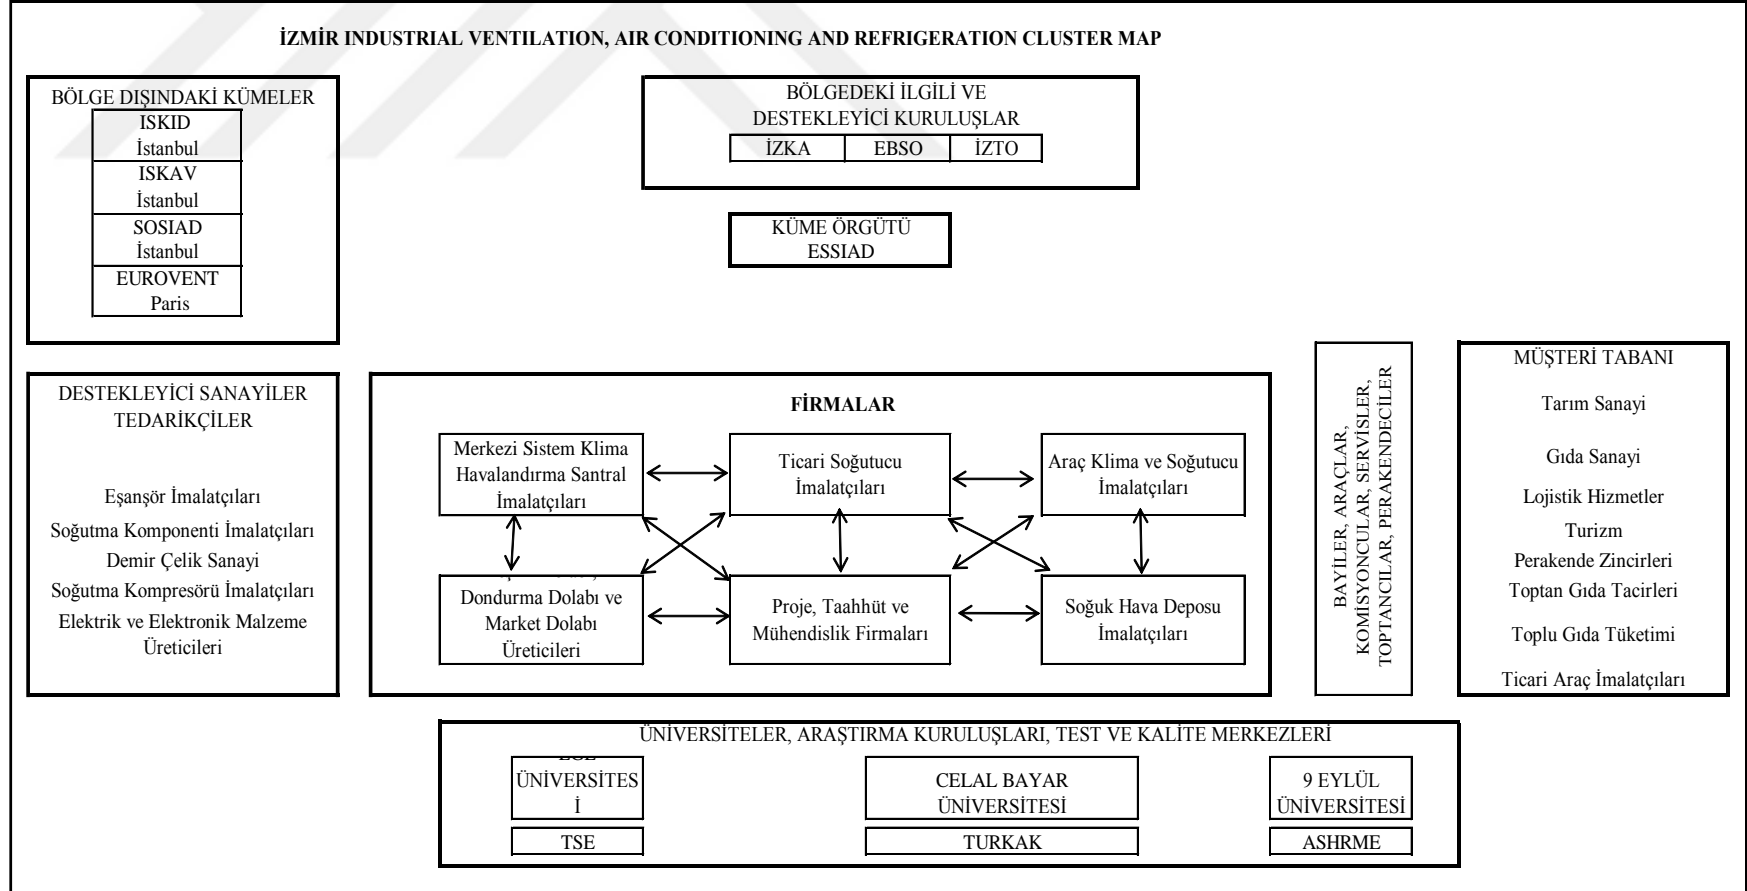 İZMİR INDUSTRIAL VENTILATION, AIR CONDITIONING AND REFRIGERATION CLUSTER MAP
BÖLGE DIŞINDAKİ KÜMELER
ISKID
İstanbul
ISKAV
İstanbul
SOSIAD
İstanbul
EUROVENT
Paris
BÖLGEDEKİ İLGİLİ VE
DESTEKLEYİCİ KURULUŞLAR
İZKA EBSO İZTO
KÜME ÖRGÜTÜ
ESSIAD
DESTEKLEYİCİ SANAYİLER
TEDARİKÇİLER
Eşanşör İmalatçıları
Soğutma Komponenti İmalatçıları
Demir Çelik Sanayi
Soğutma Kompresörü İmalatçıları
Elektrik ve Elektronik Malzeme
Üreticileri
FİRMALAR
Merkezi Sistem Klima
Havalandırma Santral
İmalatçıları
Ticari Soğutucu
İmalatçıları
Araç Klima ve Soğutucu
İmalatçıları
Dondurma Dolabı ve
Market Dolabı
Üreticileri
Proje, Taahhüt ve
Mühendislik Firmaları
Soğuk Hava Deposu
İmalatçıları
BAYİLER, ARAÇLAR,
KOMİSYONCULAR, SERVİSLER,
TOPTANCILAR, PERAKENDECİLER
MÜŞTERİ TABANI
Tarım Sanayi
Gıda Sanayi
Lojistik Hizmetler
Turizm
Perakende Zincirleri
Toptan Gıda Tacirleri
Toplu Gıda Tüketimi
Ticari Araç İmalatçıları
ÜNİVERSİTELER, ARAŞTIRMA KURULUŞLARI, TEST VE KALİTE MERKEZLERİ
ÜNİVERSİTES
İ
CELAL BAYAR
ÜNİVERSİTESİ
9 EYLÜL
ÜNİVERSİTESİ
TSE
TURKAK
ASHRME